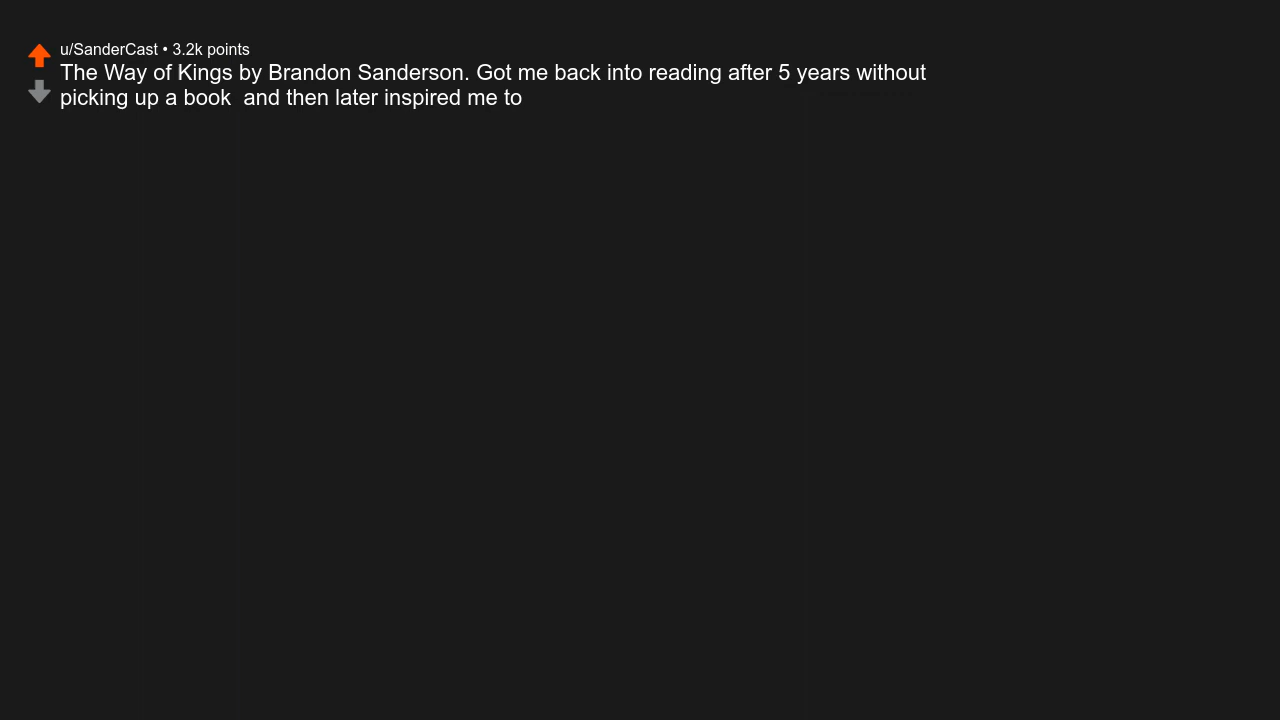 u/SanderCast • 3.2k points
The Way of Kings by Brandon Sanderson. Got me back into reading after 5 years without
picking up a book  and then later inspired me to